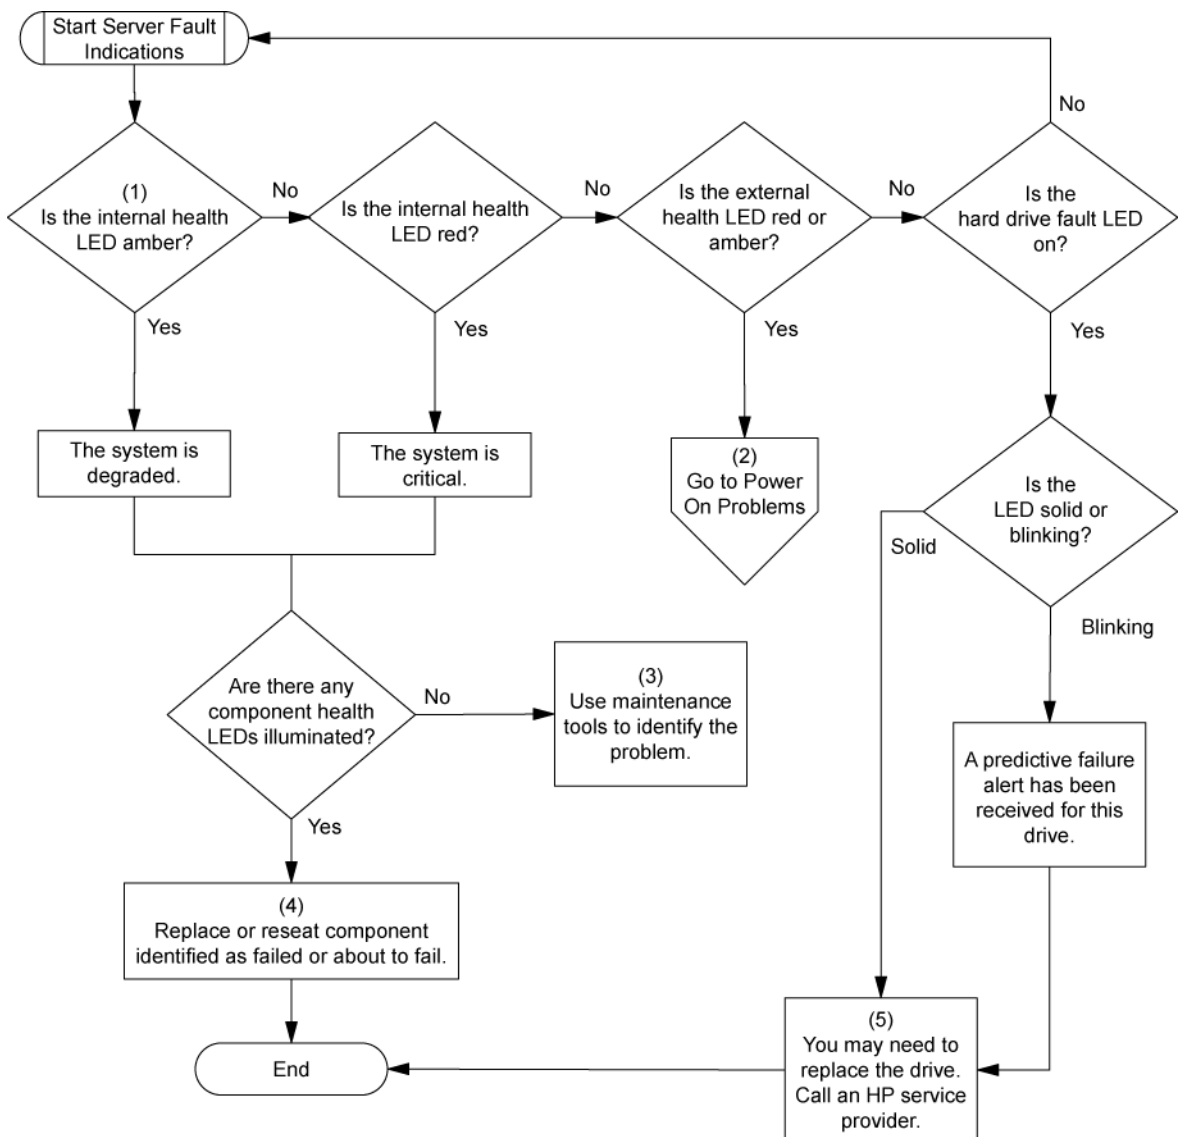 Start Server Fault
Indications
No
(1)
Is the internal health
LED amber?
No
Is the internal health
LED red?
No
Is the external
health LED red or
amber?
No
Is the
hard drive fault LED
on?
Yes
Yes
Yes
Yes
The system is
degraded.
The system is
critical.
(2)
Go to Power
On Problems
Is the
LED solid or
blinking?
Solid
Blinking
Are there any
component health
LEDs illuminated?
No
(3)
Use maintenance
tools to identify the
problem.
A predictive failure
alert has been
received for this
drive.
Yes
(4)
Replace or reseat component
identified as failed or about to fail.
(5)
You may need to
replace the drive.
Call an HP service
provider.
End